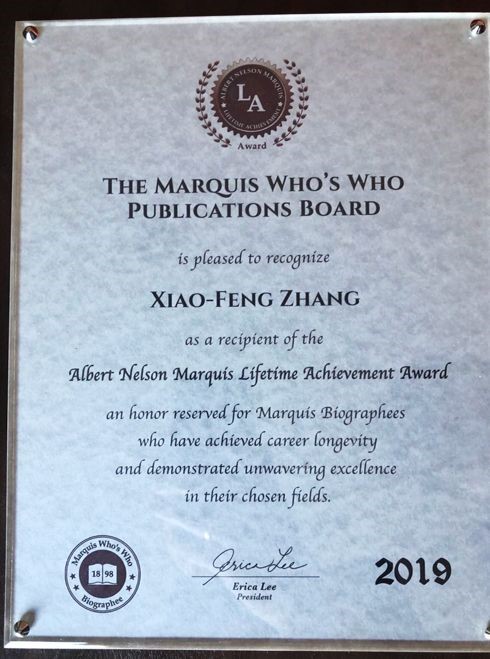 ALBERT NELSON MARQUIS
LA
LIFETIME ACHIEVEMENT
Award
THE MARQUIS WHO'S WHO
PUBLICATIONS BOARD
is pleased to recognize
XIAO-FENG ZHANG
as a recipient of the
Albert Nelson Marquis Lifetime Achievement Award
an honor reserved for Marquis Biographees
who have achieved career longevity
and demonstrated unwavering excellence
in their chosen fields.
Marquis Who's Who
18 98
Biographee
Erica Lee
Erica Lee
President
2019